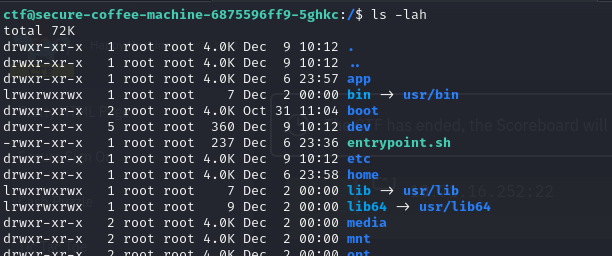 ctf@secure-coffee-machine-6875596ff9-5ghkc:/$ ls -lah
total 72K
drwxr-xr-x 1 root root 4.0K Dec 9 10:12 .
drwxr-xr-x 1 root root 4.0K Dec 9 10:12 ..
drwxr-xr-x 1 root root 4.0K Dec 6 23:57 app
lrwxrwxrwx 1 root root 7 Dec 2 00:00 bin → usr/bin
drwxr-xr-x 2 root root 4.0K Oct 31 11:04 boot
drwxr-xr-x 5 root root 360 Dec 9 10:12 dev
-rwxr-xr-x 1 root root 237 Dec 6 23:36 entrypoint.sh
has ended, the Scoreboard will
drwxr-xr-x 1 root root 4.0K Dec 9 10:12 etc
drwxr-xr-x 1 root root 4.0K Dec 6 23:58 home
lrwxrwxrwx 1 root root 7 Dec 2 00:00 lib → usr/lib
16.252:22
lrwxrwxrwx 1 root root 9 Dec 2 00:00 lib64 → usr/lib64
drwxr-xr-x 2 root root 4.0K Dec 2 00:00 media
drwxr-xr-x 2 root root 4.0K Dec 2 00:00 mnt
drwxr-xr-x 2 root root 4.0K Dec 2 00:00 opt